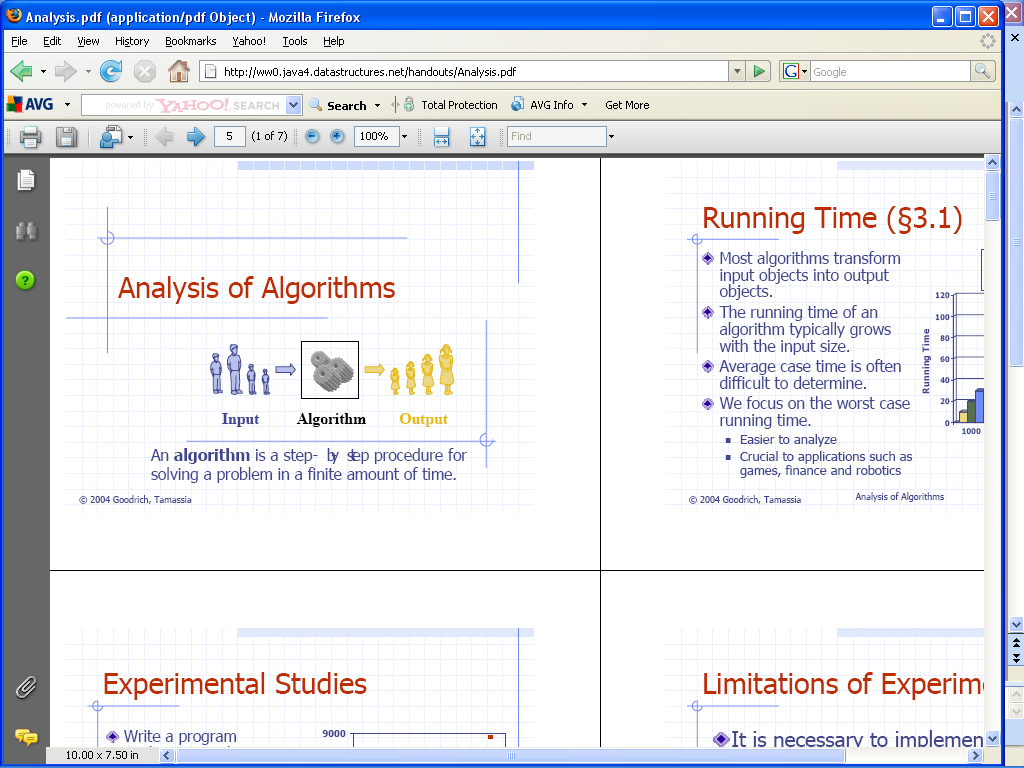 Analysis.pdf (application/pdf Object) - Mozilla Firefox
File Edit View History Bookmarks Yahoo! Tools Help
http://ww0.java4.datastructures.net/handouts/Analysis.pdf
G Google
AVG powered by YAHOO! SEARCH Search Total Protection AVG Info Get More
5 (1 of 7) 100% Find
Analysis of Algorithms
Input Algorithm Output
An algorithm is a step- by step procedure for
solving a problem in a finite amount of time.
© 2004 Goodrich, Tamassia
Running Time (§3.1)
Most algorithms transform
input objects into output
objects.
The running time of an
algorithm typically grows
with the input size.
Average case time is often
difficult to determine.
We focus on the worst case
running time.
Easier to analyze
Crucial to applications such as
games, finance and robotics
Running Time
120
100
80
60
40
20
0
1000
© 2004 Goodrich, Tamassia
Analysis of Algorithms
Experimental Studies
Write a program
9000
Limitations of Experim
It is necessary to implemen
10.00 x 7.50 in